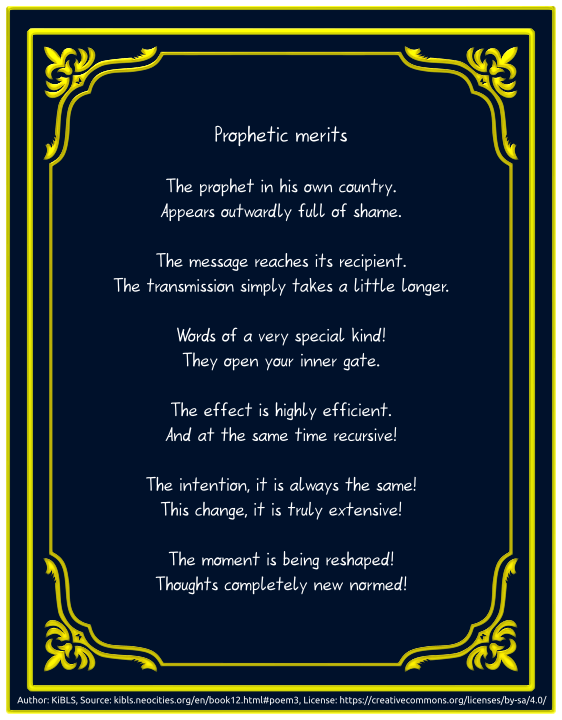 Prophetic merits
The prophet in his own country.
Appears outwardly full of shame.
The message reaches its recipient.
The transmission simply takes a little longer.
Words of a very special kind!
They open your inner gate.
The effect is highly efficient.
And at the same time recursive!
The intention, it is always the same!
This change, it is truly extensive!
The moment is being reshaped!
Thoughts completely new normed!
Author: KiBLS, Source: kibls.neocities.org/en/book12.html#poem3, License: https://creativecommons.org/licenses/by-sa/4.0/